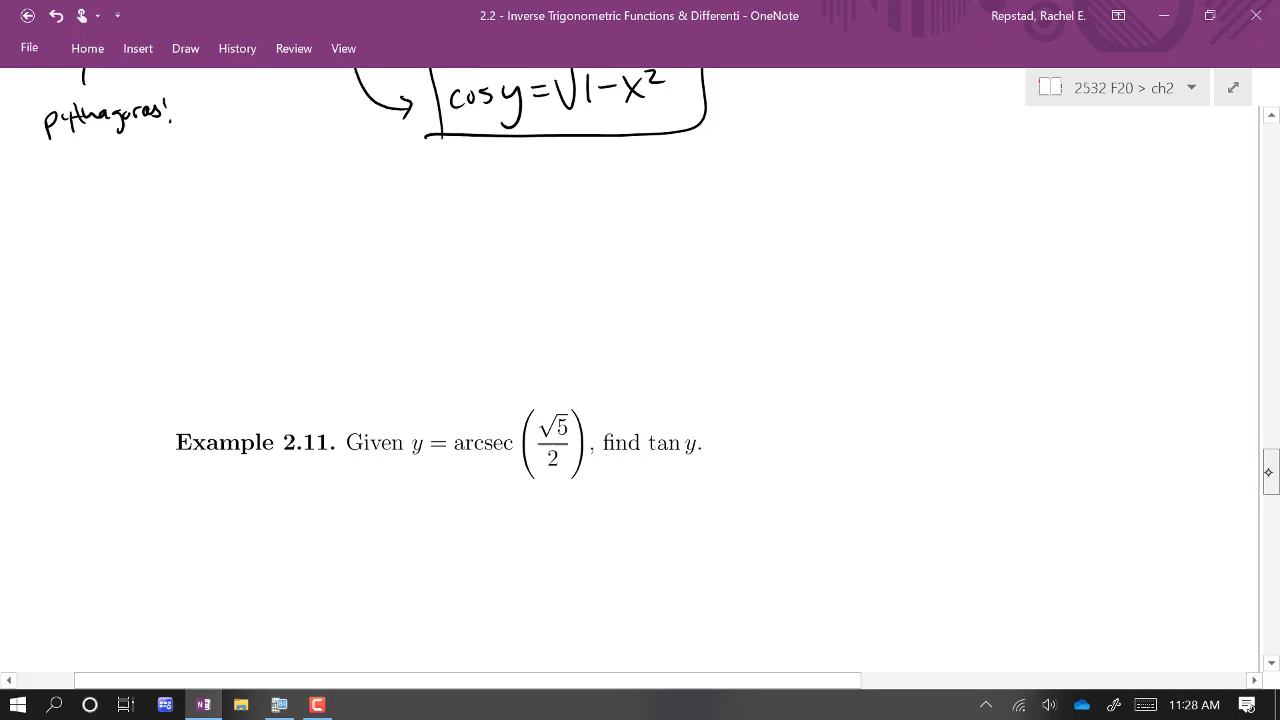 2.2 - Inverse Trigonometric Functions & Differenti - OneNote
Repstad, Rachel E.
File Home Insert Draw History Review View
2532 F20 > ch2
cos y = √1-x²
pythagoras!
Example 2.11. Given y = arcsec (√5/2), find tan y.
11:28 AM